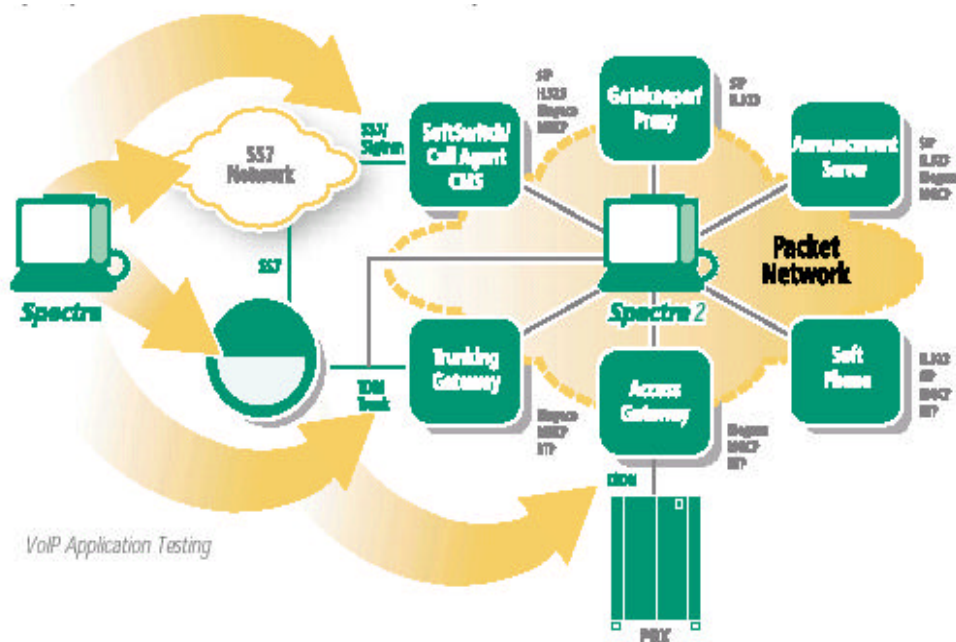 SS7
Network
SS7/
Sigtran
SoftSwitch/
Call Agent
CMS
SIP
H.323
Megaco
MGCP
Gatekeeper/
Proxy
SIP
H.323
Announcement
Server
SIP
H.323
Megaco
MGCP
Spectra
SS7
Packet
Network
Spectra 2
TDM
Trunk
Trunking
Gateway
Megaco
MGCP
RTP
Access
Gateway
Megaco
MGCP
RTP
Soft
Phone
H.323
SIP
MGCP
RTP
VoIP Application Testing
PBX